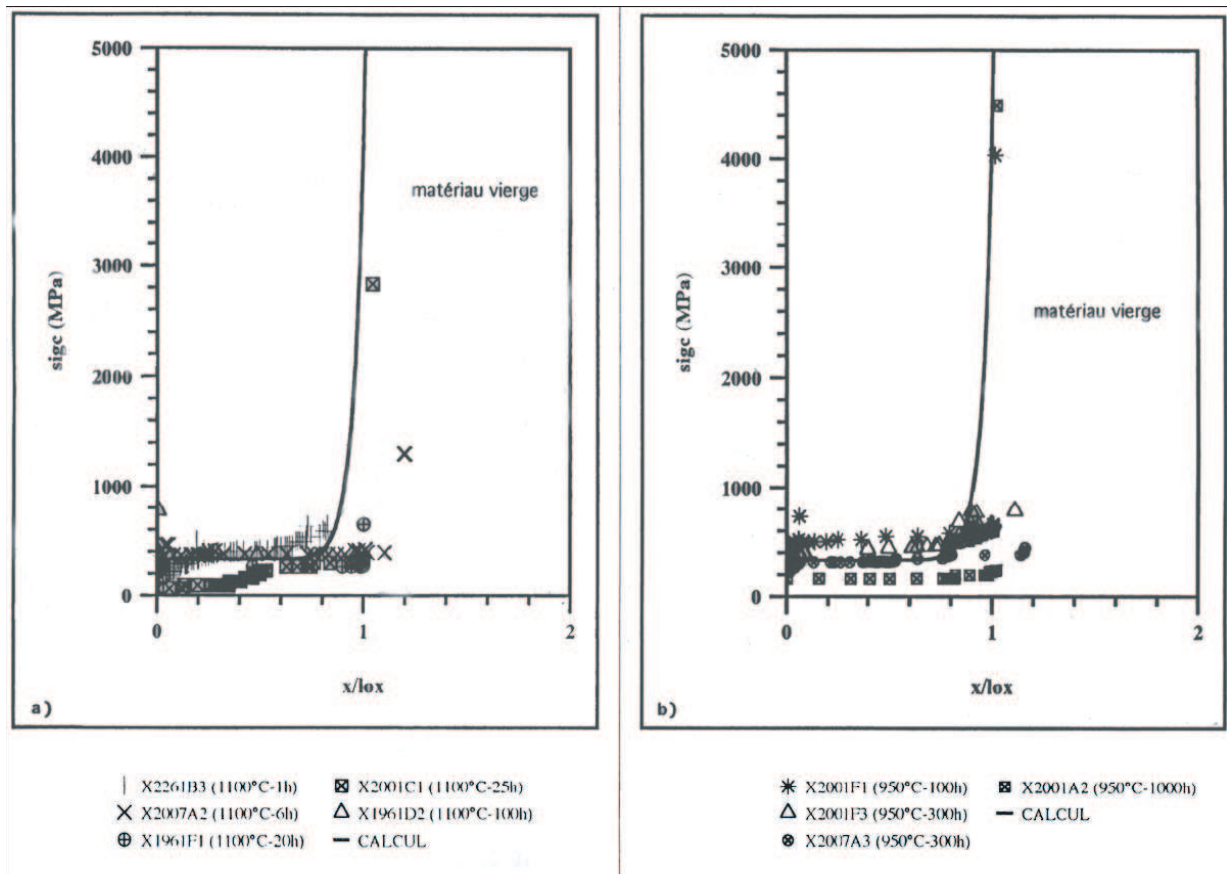 5000
4000
3000
2000
1000
0
sigc (MPa)
matériau vierge
0
1
2
x/lox
a)
X2261B3 (1100°C-1h)
X2007A2 (1100°C-6h)
X1961F1 (1100°C-20h)
X2001C1 (1100°C-25h)
X1961D2 (1100°C-100h)
CALCUL
5000
4000
3000
2000
1000
0
sigc (MPa)
matériau vierge
0
1
2
x/lox
b)
X2001F1 (950°C-100h)
X2001F3 (950°C-300h)
X2007A3 (950°C-300h)
X2001A2 (950°C-1000h)
CALCUL